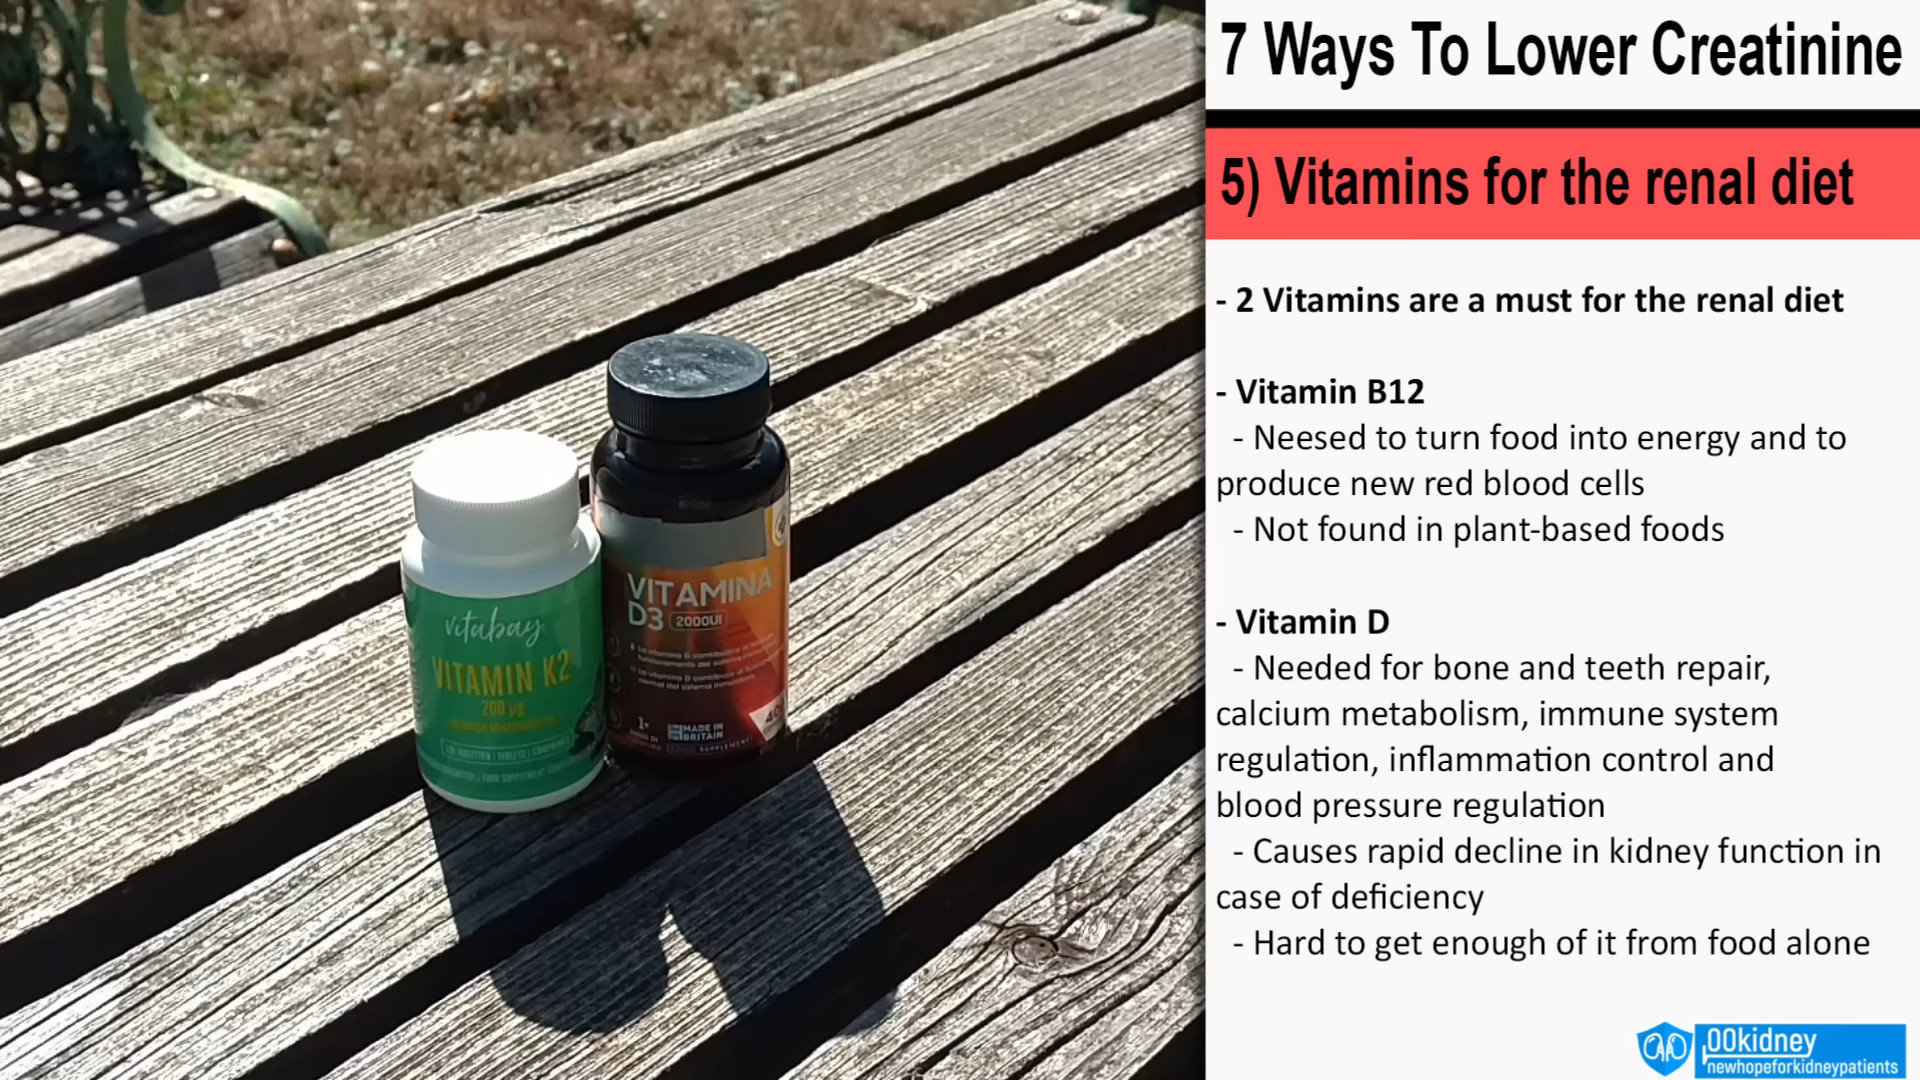 7 Ways To Lower Creatinine
5) Vitamins for the renal diet
- 2 Vitamins are a must for the renal diet
- Vitamin B12
- Neesed to turn food into energy and to
produce new red blood cells
- Not found in plant-based foods
- Vitamin D
- Needed for bone and teeth repair,
calcium metabolism, immune system
regulation, inflammation control and
blood pressure regulation
- Causes rapid decline in kidney function in
case of deficiency
- Hard to get enough of it from food alone
00kidney
newhopeforkidneypatients
vitabay
VITAMIN K2
200 µg
VITAMINA
D3 2000UI
MADE IN
BRITAIN
FOOD SUPPLEMENT